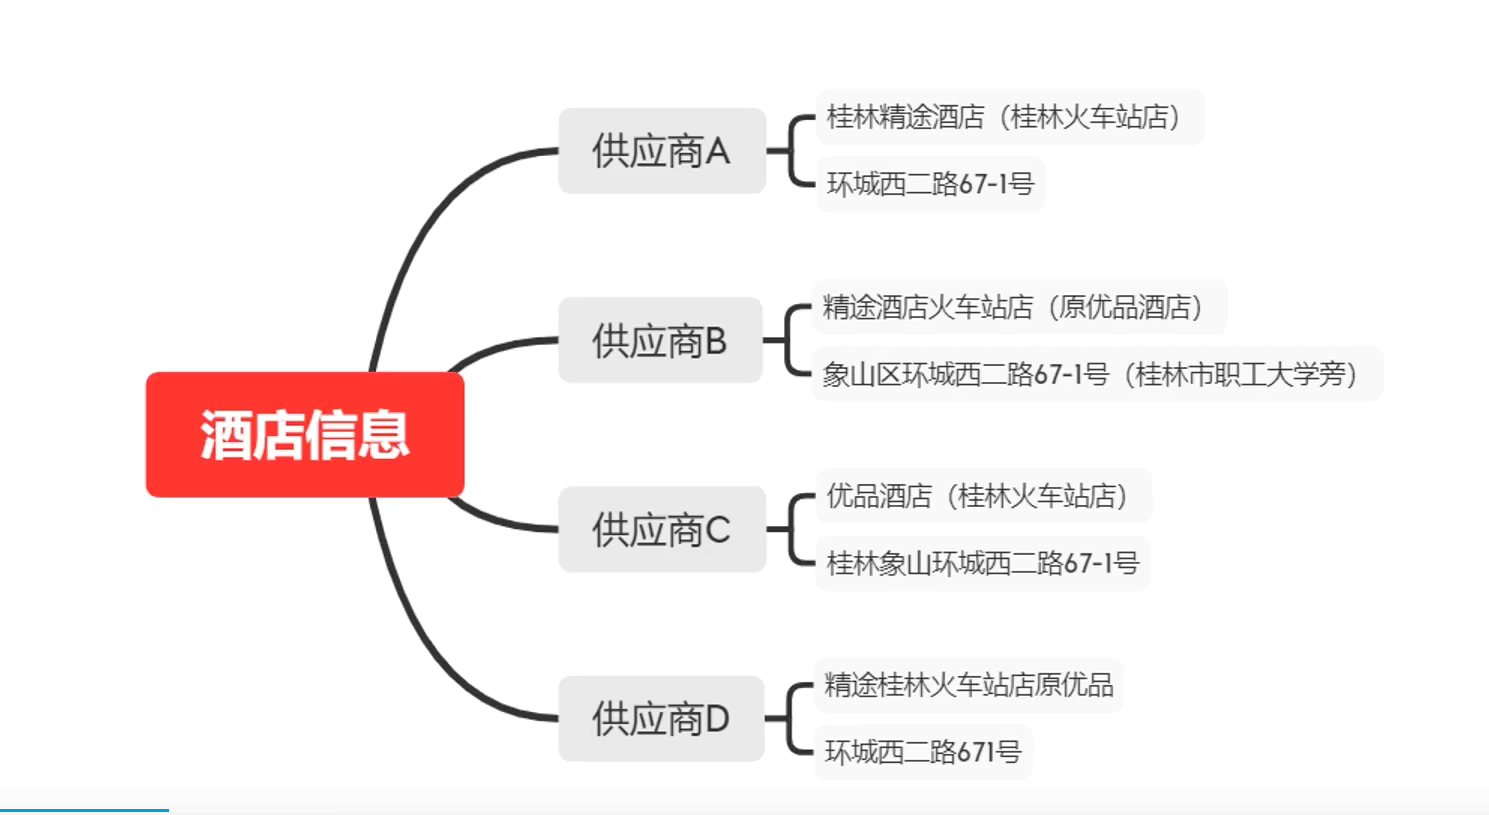 桂林精途酒店（桂林火车站店）
供应商A
环城西二路67-1号
精途酒店火车站店（原优品酒店）
供应商B
象山区环城西二路67-1号（桂林市职工大学旁）
酒店信息
优品酒店（桂林火车站店）
供应商C
桂林象山环城西二路67-1号
精途桂林火车站店原优品
供应商D
环城西二路671号